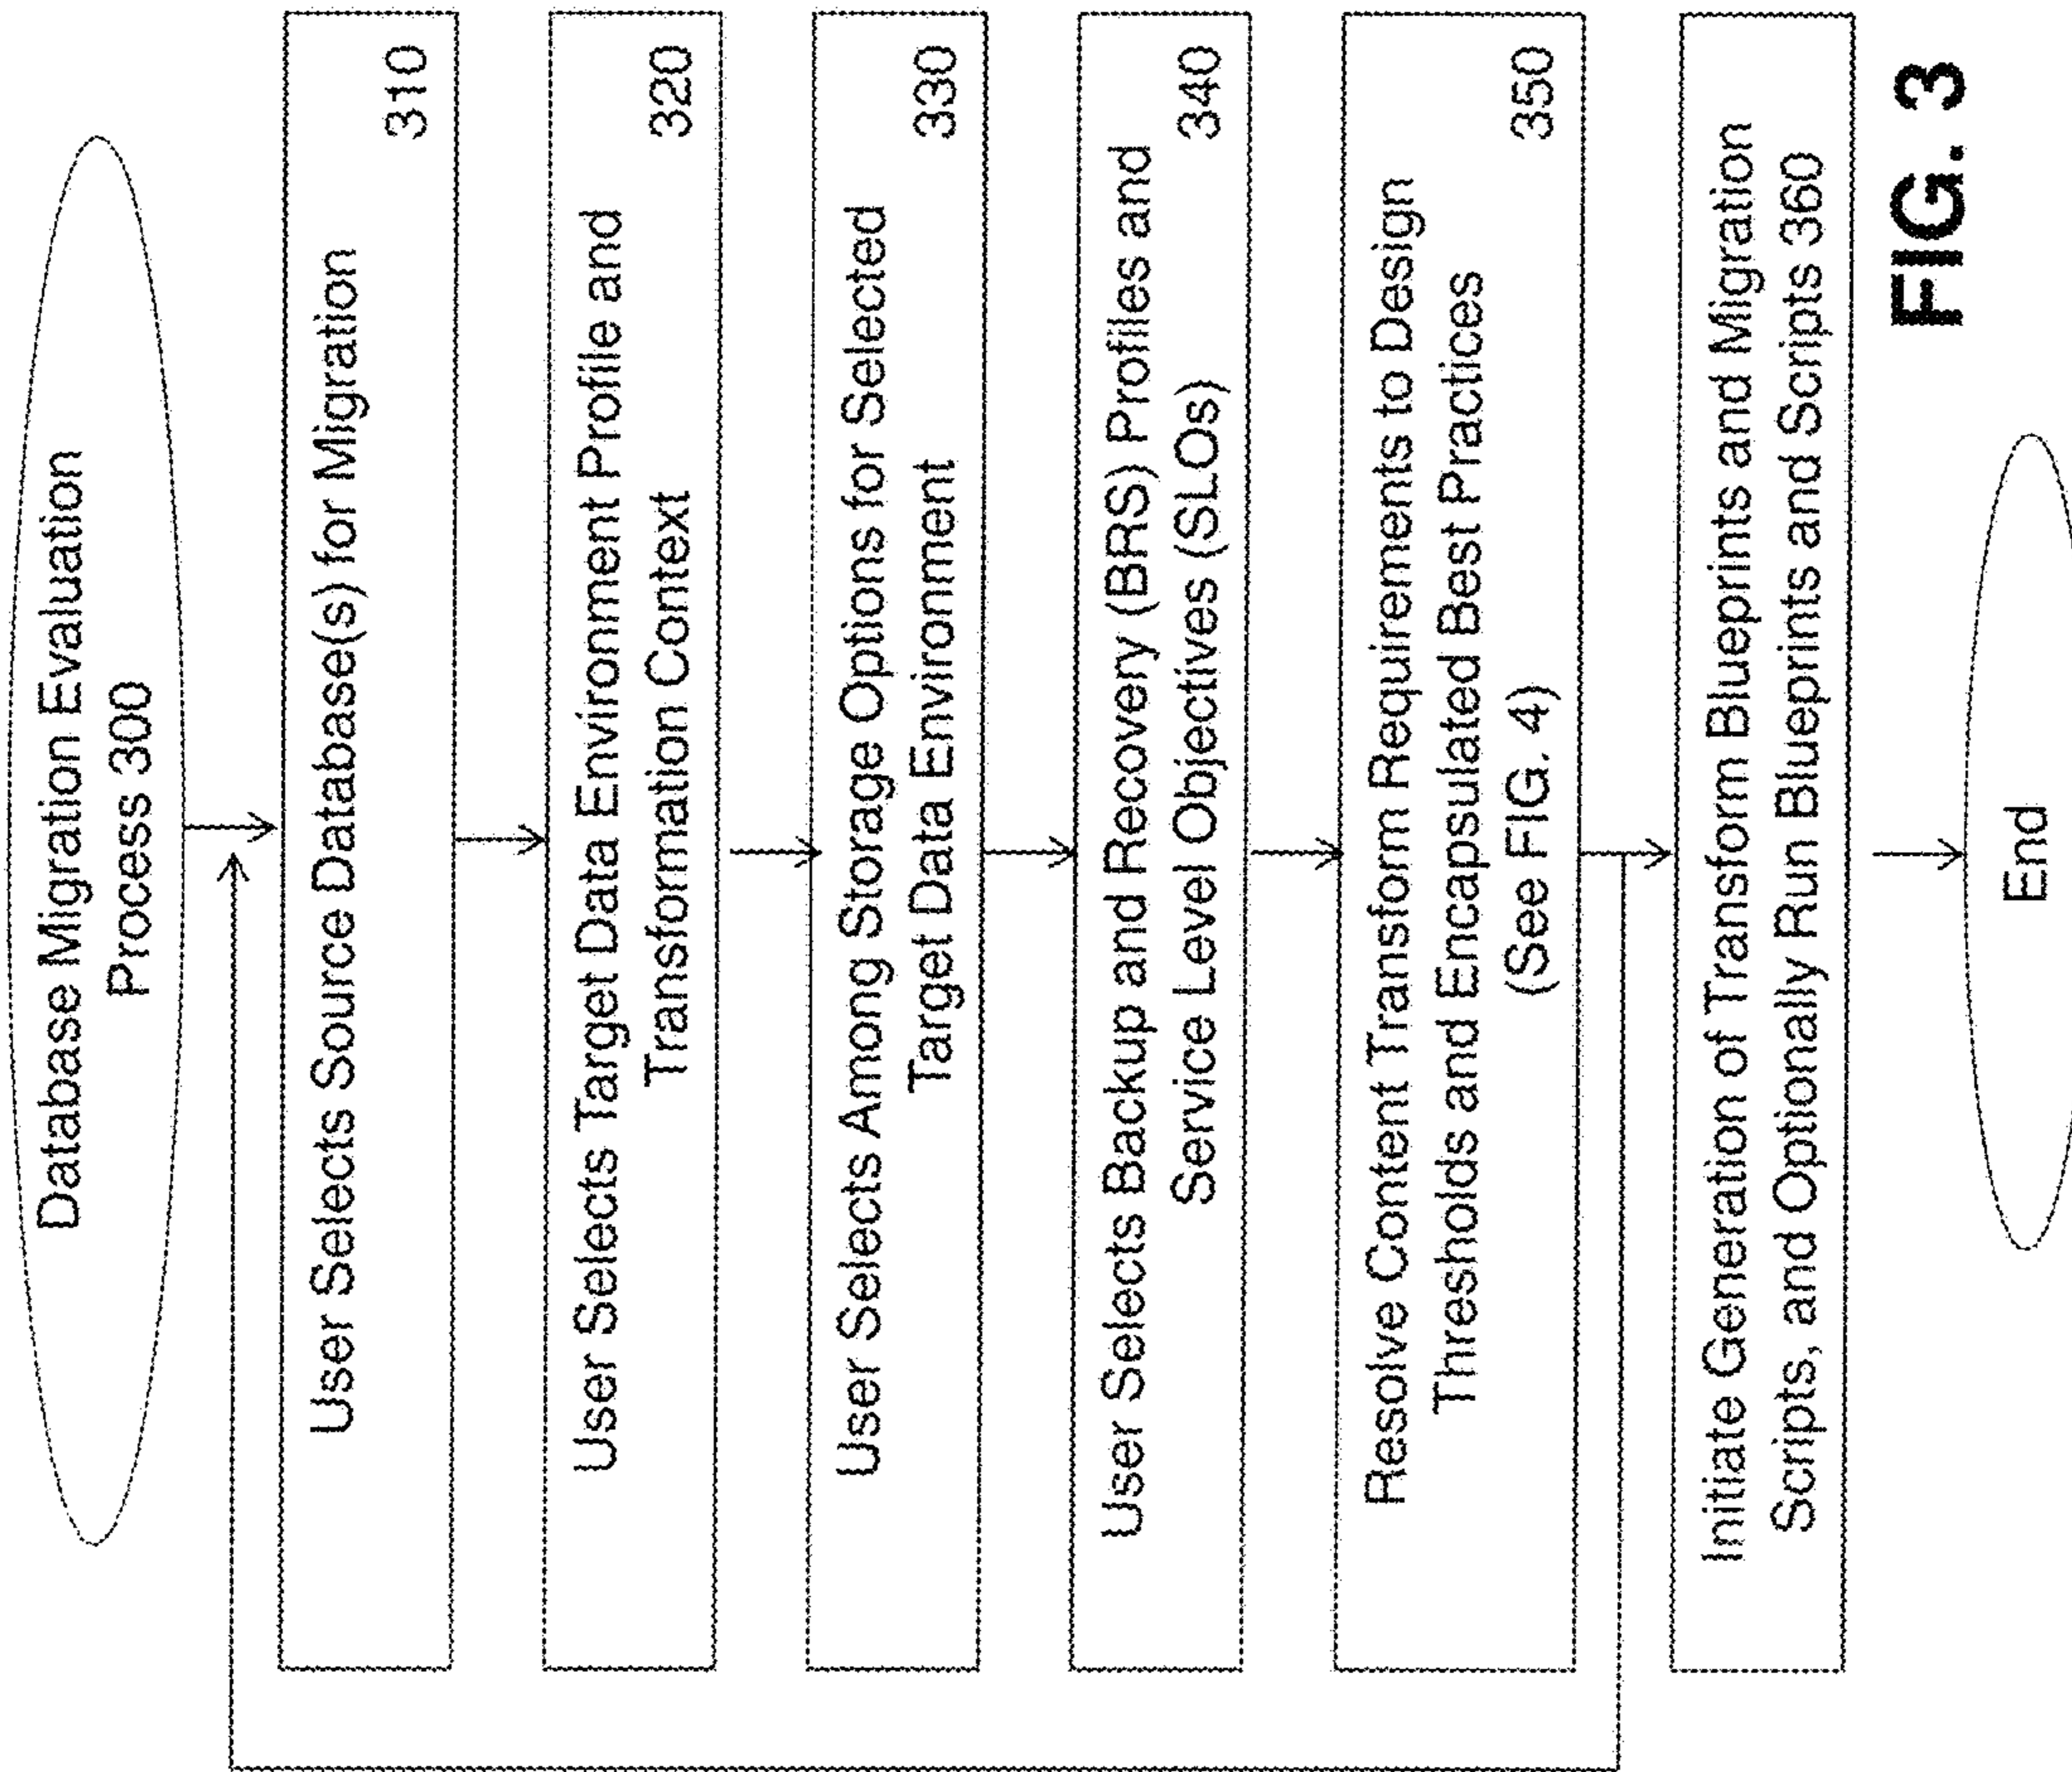 Database Migration Evaluation
Process 300
User Selects Source Database(s) for Migration
310
User Selects Target Data Environment Profile and
Transformation Context
320
User Selects Among Storage Options for Selected
Target Data Environment
330
User Selects Backup and Recovery (BRS) Profiles and
Service Level Objectives (SLOs)
340
Resolve Content Transform Requirements to Design
Thresholds and Encapsulated Best Practices
(See FIG. 4)
350
Initiate Generation of Transform Blueprints and Migration
Scripts, and Optionally Run Blueprints and Scripts 360
End
FIG. 3